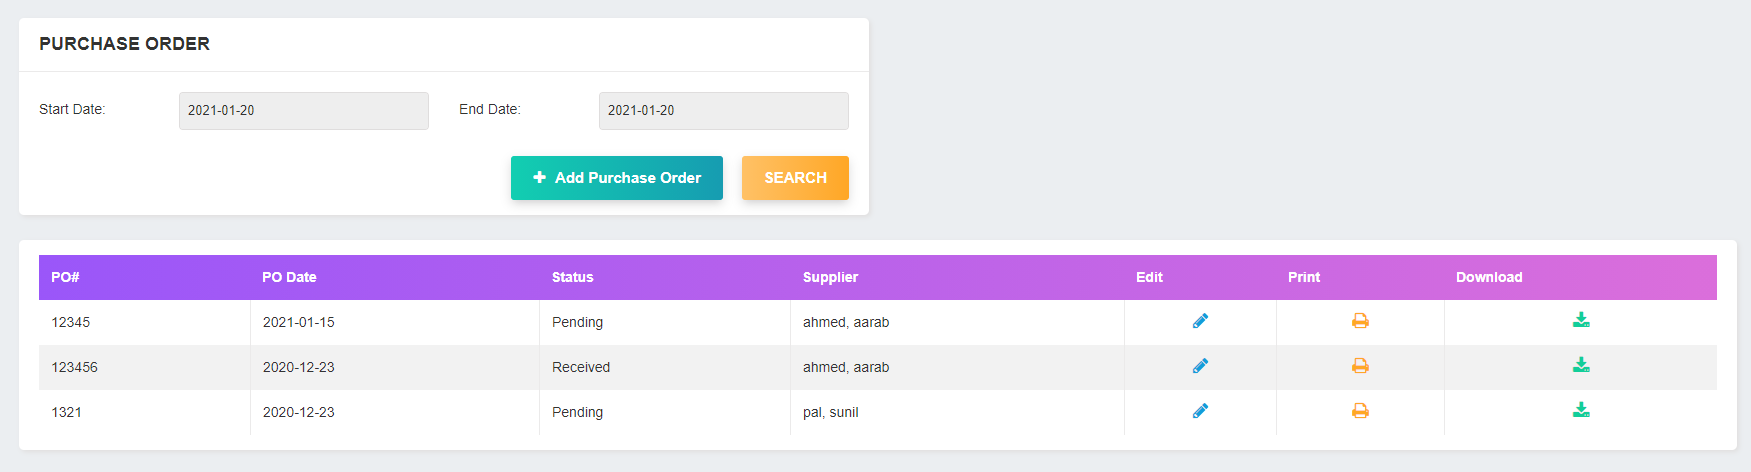 PURCHASE ORDER
Start Date: 2021-01-20 End Date: 2021-01-20
Add Purchase Order SEARCH
PO# PO Date Status Supplier Edit Print Download
12345 2021-01-15 Pending ahmed, aarab
123456 2020-12-23 Received ahmed, aarab
1321 2020-12-23 Pending pal, sunil